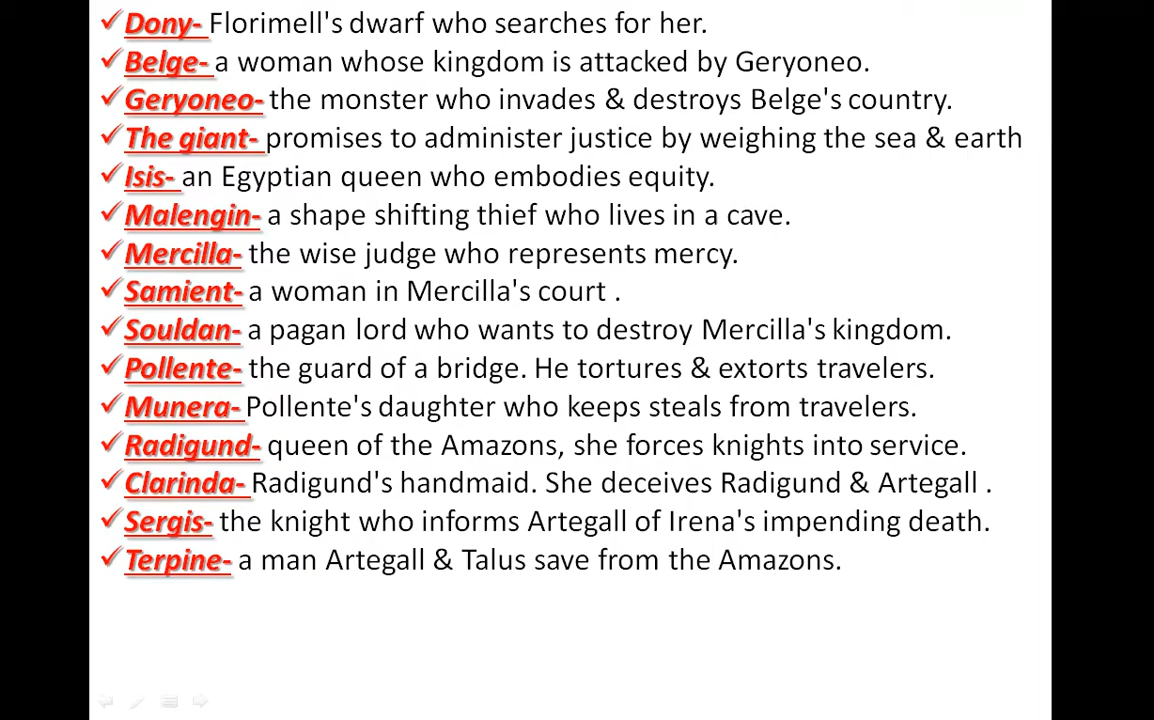 ✓Dony- Florimell's dwarf who searches for her.
✓Belge- a woman whose kingdom is attacked by Geryoneo.
✓Geryoneo- the monster who invades & destroys Belge's country.
✓The giant- promises to administer justice by weighing the sea & earth
✓Isis- an Egyptian queen who embodies equity.
✓Malengin- a shape shifting thief who lives in a cave.
✓Mercilla- the wise judge who represents mercy.
✓Samient- a woman in Mercilla's court .
✓Souldan- a pagan lord who wants to destroy Mercilla's kingdom.
✓Pollente- the guard of a bridge. He tortures & extorts travelers.
✓Munera- Pollente's daughter who keeps steals from travelers.
✓Radigund- queen of the Amazons, she forces knights into service.
✓Clarinda- Radigund's handmaid. She deceives Radigund & Artegall .
✓Sergis- the knight who informs Artegall of Irena's impending death.
✓Terpine- a man Artegall & Talus save from the Amazons.